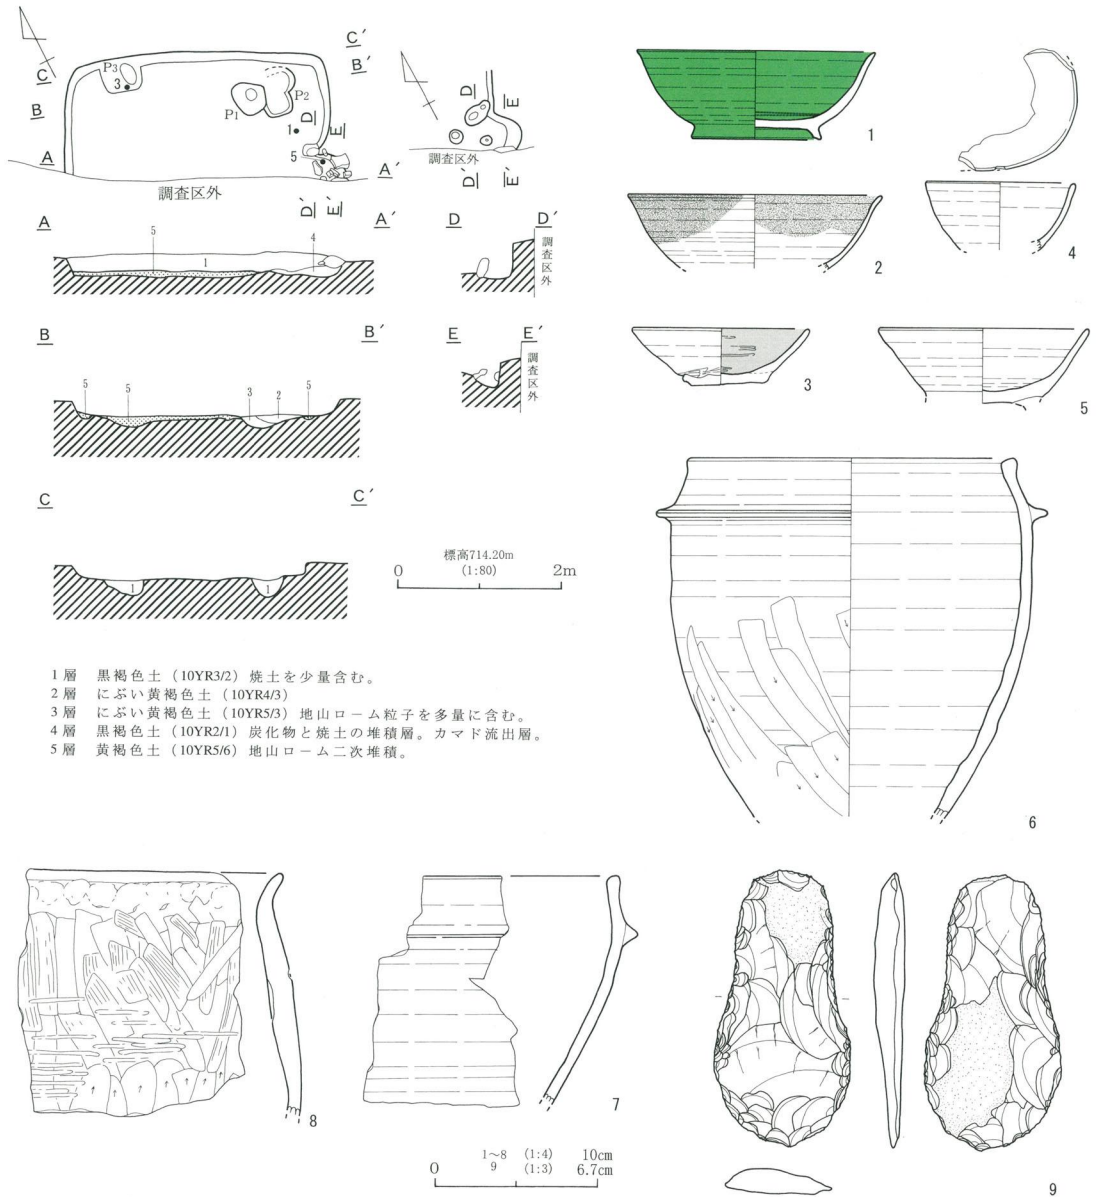 C′
B′
C
B
A
P3
3
P1
P2
1
D
E
5
A′
調査区外
D′ E′
D
E
調査区外
D′ E′
A
A′
5
1
4
D
D′
調査区外
B
B′
5
5
3
2
5
E
E′
調査区外
C
C′
1
1
標高714.20m
0
(1:80)
2m
1層 黒褐色土（10YR3/2）焼土を少量含む。
2層 にぶい黄褐色土（10YR4/3）
3層 にぶい黄褐色土（10YR5/3）地山ローム粒子を多量に含む。
4層 黒褐色土（10YR2/1）炭化物と焼土の堆積層。カマド流出層。
5層 黄褐色土（10YR5/6）地山ローム二次堆積。
1
2
4
3
5
6
8
7
9
1～8 (1:4) 10cm
0 9 (1:3) 6.7cm